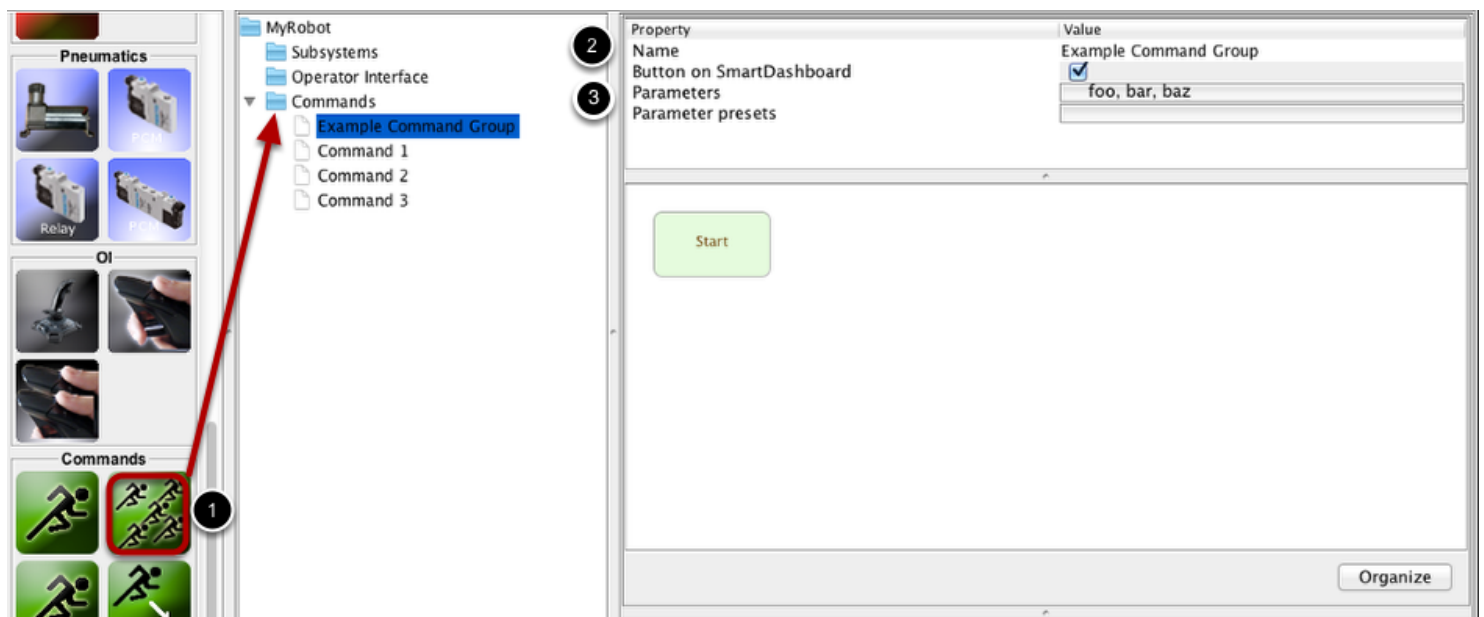 Pneumatics
PCM
Relay
PCM
OI
Commands
1
MyRobot
Subsystems
Operator Interface
Commands
Example Command Group
Command 1
Command 2
Command 3
2
3
Property Value
Name Example Command Group
Button on SmartDashboard
Parameters foo, bar, baz
Parameter presets
Start
Organize